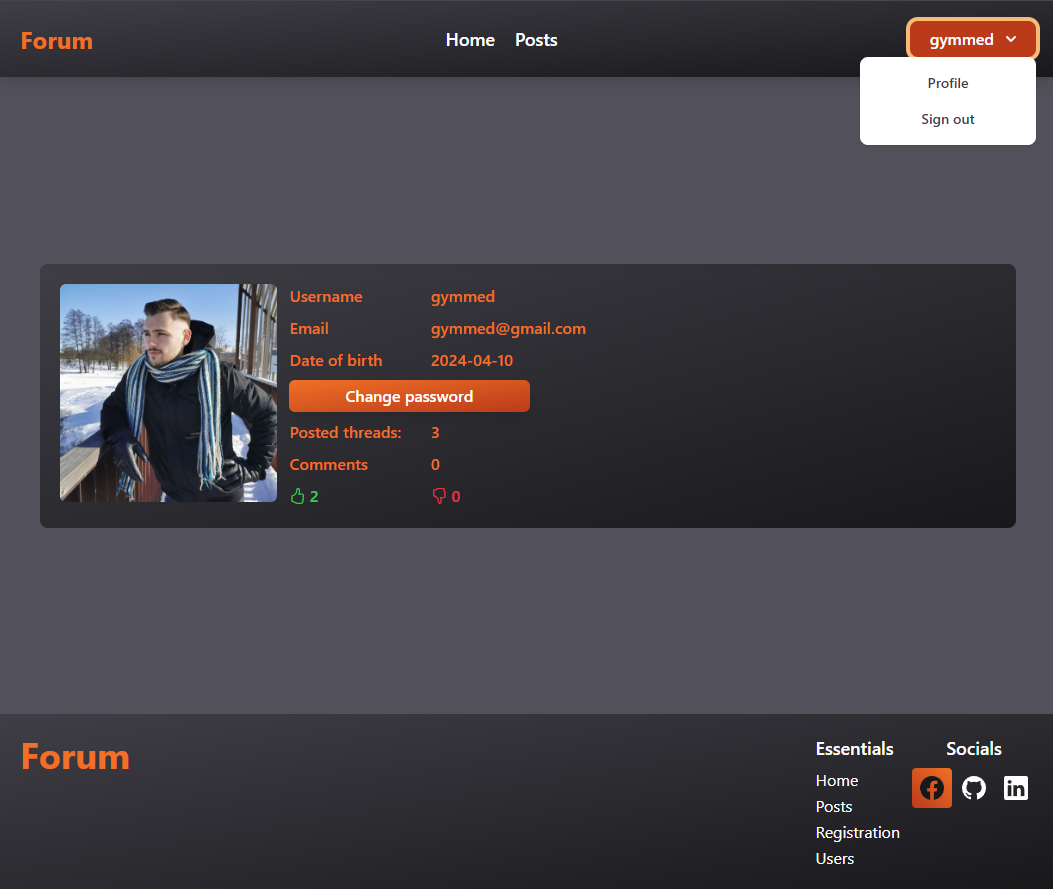 Forum
Home Posts
gymmed
Profile
Sign out
Username gymmed
Email gymmed@gmail.com
Date of birth 2024-04-10
Change password
Posted threads: 3
Comments 0
2 0
Forum
Essentials Socials
Home
Posts
Registration
Users